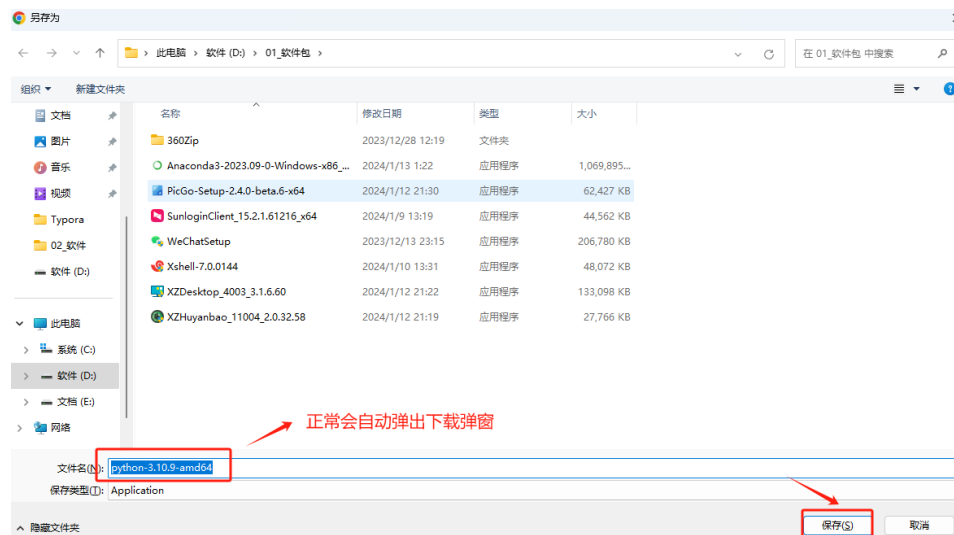 另存为
此电脑 > 软件 (D:) > 01_软件包 >
在 01_软件包 中搜索
组织 新建文件夹
名称 修改日期 类型 大小
文档
图片
音乐
视频
Typora
02_软件
软件 (D:)
此电脑
系统 (C:)
软件 (D:)
文档 (E:)
网络
360Zip 2023/12/28 12:19 文件夹
Anaconda3-2023.09-0-Windows-x86_... 2024/1/13 1:22 应用程序 1,069,895...
PicGo-Setup-2.4.0-beta.6-x64 2024/1/12 21:30 应用程序 62,427 KB
SunloginClient_15.2.1.61216_x64 2024/1/9 13:19 应用程序 44,562 KB
WeChatSetup 2023/12/13 23:15 应用程序 206,780 KB
Xshell-7.0.0144 2024/1/10 13:31 应用程序 48,072 KB
XZDesktop_4003_3.1.6.60 2024/1/12 21:22 应用程序 133,098 KB
XZHuyanbao_11004_2.0.32.58 2024/1/12 21:19 应用程序 27,766 KB
正常会自动弹出下载弹窗
文件名(N): python-3.10.9-amd64
保存类型(T): Application
隐藏文件夹
保存(S) 取消